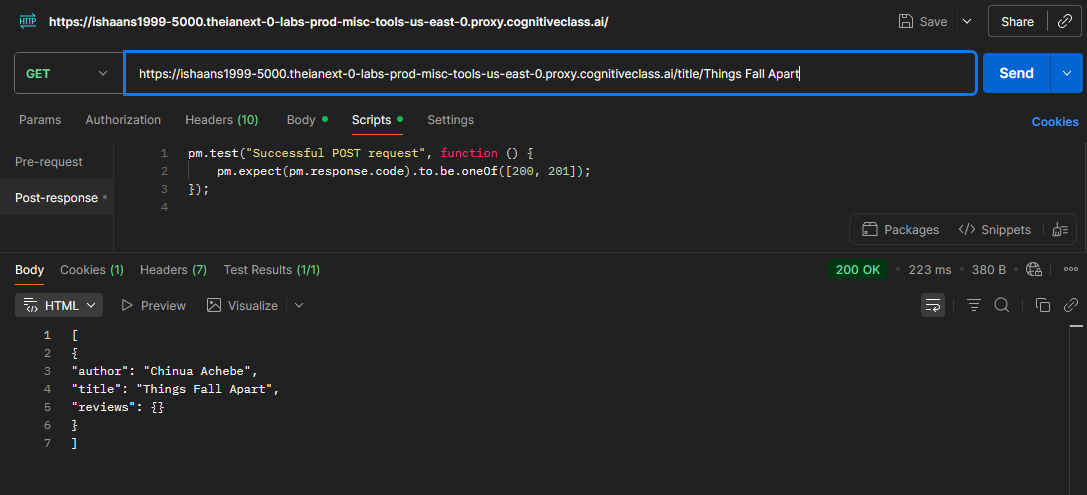 HTTP https://ishaans1999-5000.theianext-0-labs-prod-misc-tools-us-east-0.proxy.cognitiveclass.ai/ Save Share
GET https://ishaans1999-5000.theianext-0-labs-prod-misc-tools-us-east-0.proxy.cognitiveclass.ai/title/Things Fall Apart Send
Params Authorization Headers (10) Body Scripts Settings Cookies
Pre-request
Post-response
1 pm.test("Successful POST request", function () {
2 pm.expect(pm.response.code).to.be.oneOf([200, 201]);
3 });
4
Packages </> Snippets
Body Cookies (1) Headers (7) Test Results (1/1) 200 OK • 223 ms • 380 B •
HTML Preview Visualize
1 [
2 {
3 "author": "Chinua Achebe",
4 "title": "Things Fall Apart",
5 "reviews": {}
6 }
7 ]